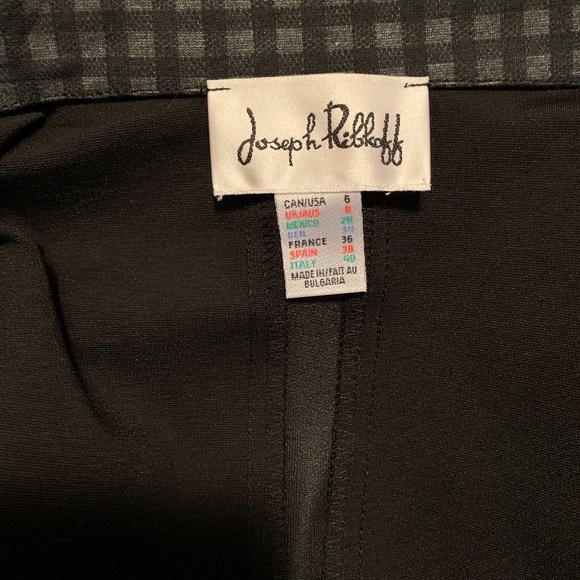 Joseph Ribkoff
CAN/USA 6
UK/AUS 8
MEXICO 28
GER
FRANCE 36
SPAIN 38
ITALY 40
MADE IN/FAIT AU
BULGARIA